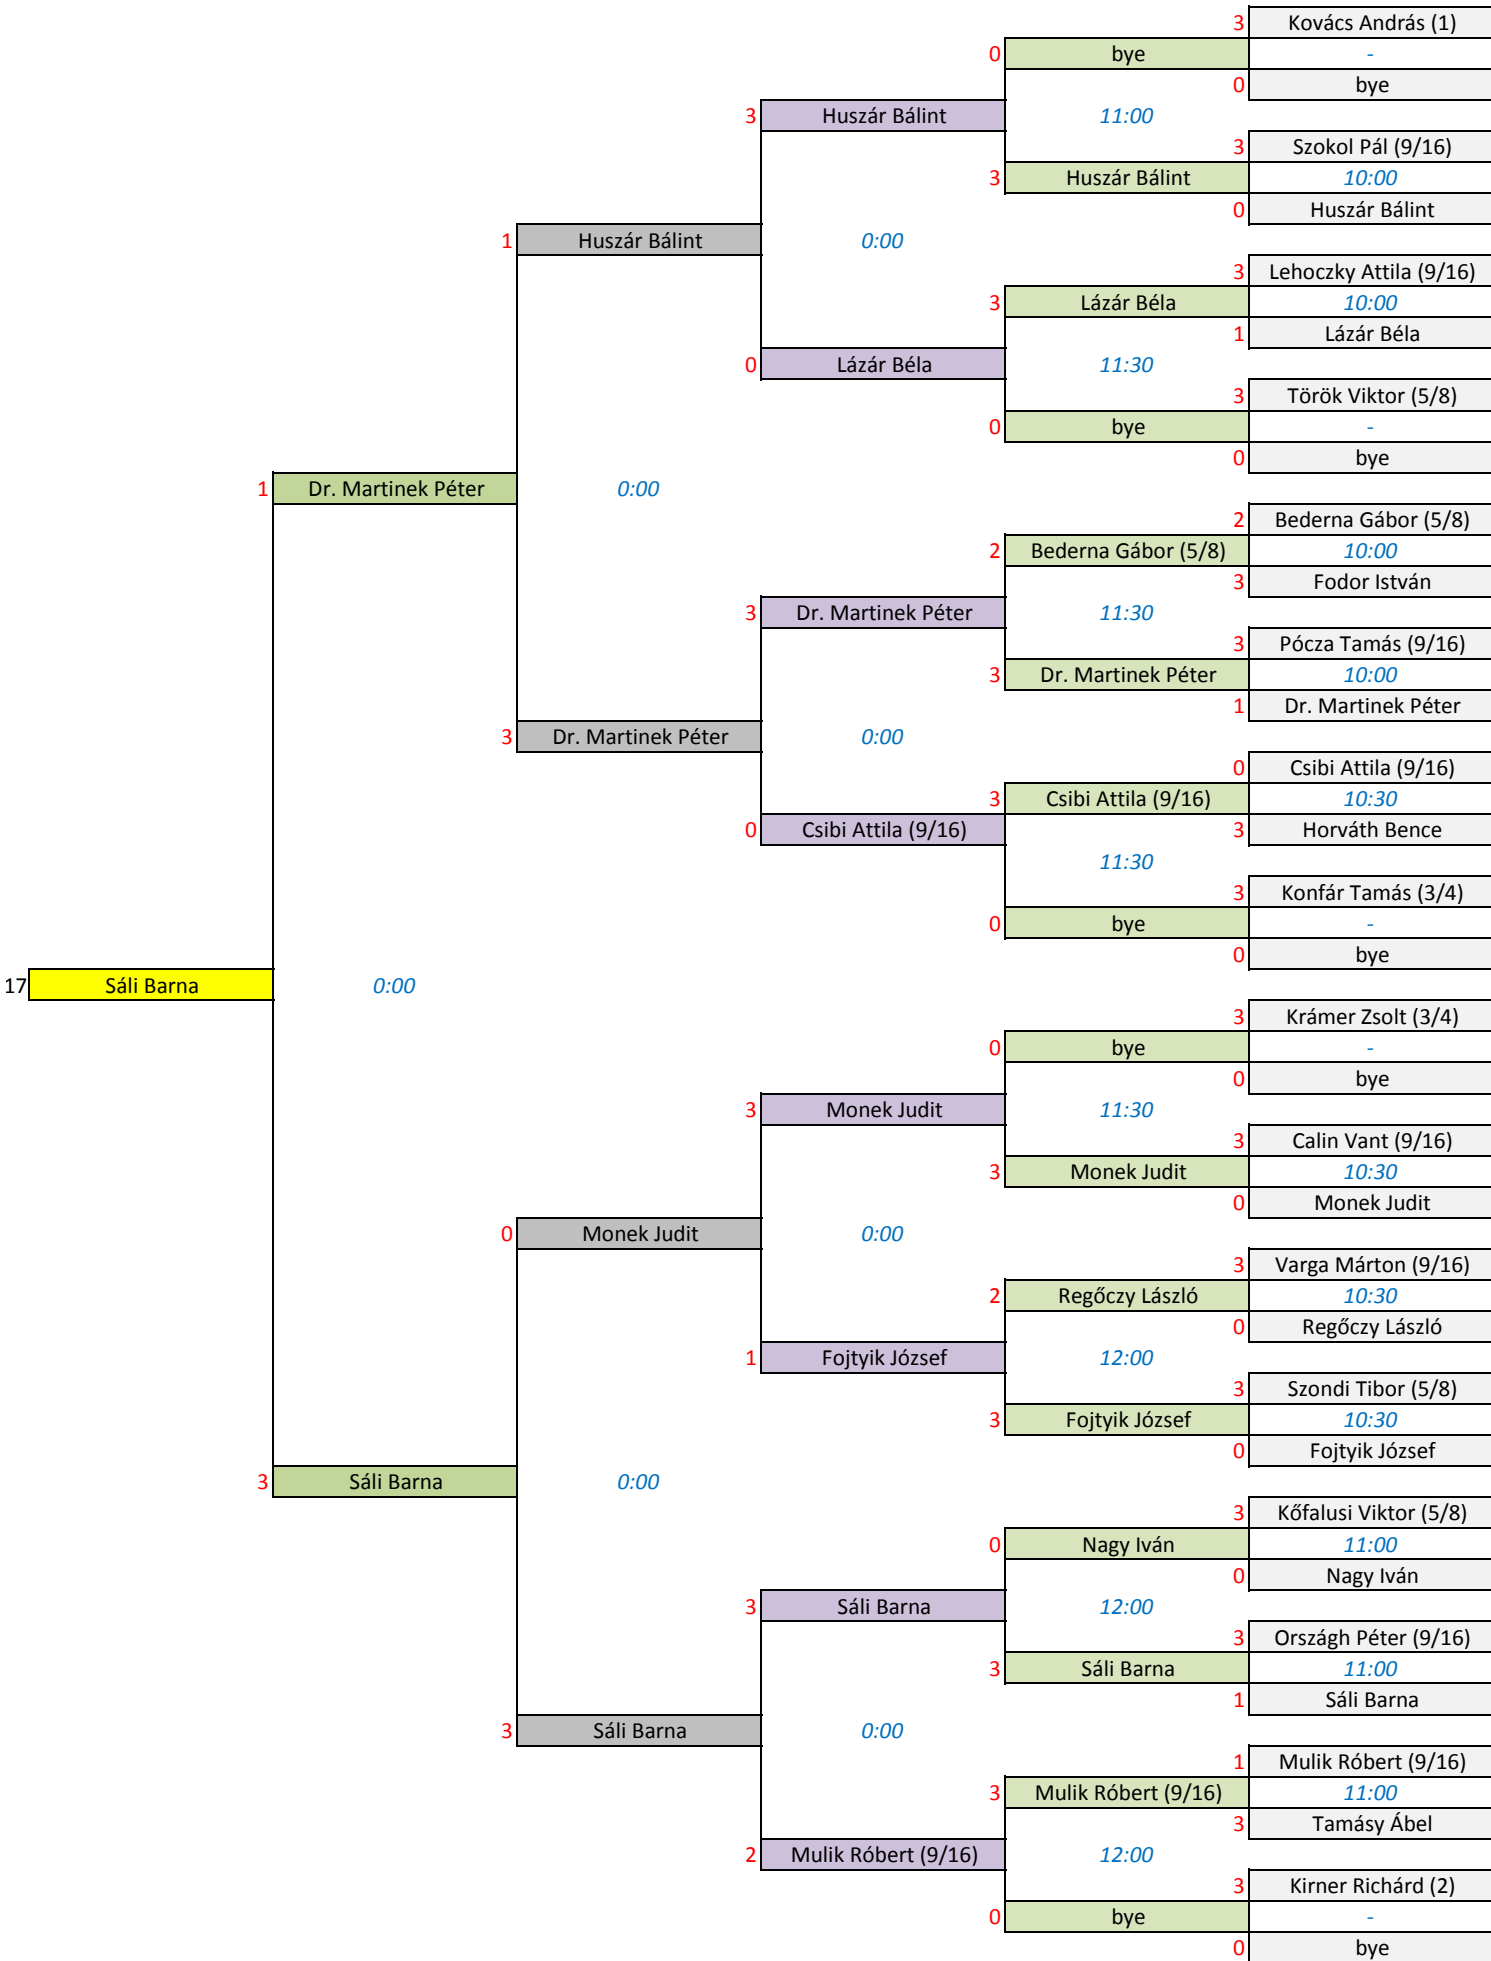 3 Kovács András (1)
0 bye -
0 bye
3 Huszár Bálint 11:00
3 Szokol Pál (9/16)
3 Huszár Bálint 10:00
0 Huszár Bálint
1 Huszár Bálint 0:00
3 Lehoczky Attila (9/16)
3 Lázár Béla 10:00
1 Lázár Béla
0 Lázár Béla 11:30
3 Török Viktor (5/8)
0 bye -
0 bye
1 Dr. Martinek Péter 0:00
2 Bederna Gábor (5/8)
2 Bederna Gábor (5/8) 10:00
3 Fodor István
3 Dr. Martinek Péter 11:30
3 Pócza Tamás (9/16)
3 Dr. Martinek Péter 10:00
1 Dr. Martinek Péter
3 Dr. Martinek Péter 0:00
0 Csibi Attila (9/16)
3 Csibi Attila (9/16) 10:30
0 Csibi Attila (9/16) 3 Horváth Bence
11:30
3 Konfár Tamás (3/4)
0 bye -
0 bye
17 Sáli Barna 0:00
3 Krámer Zsolt (3/4)
0 bye -
0 bye
3 Monek Judit 11:30
3 Calin Vant (9/16)
3 Monek Judit 10:30
0 Monek Judit
0 Monek Judit 0:00
3 Varga Márton (9/16)
2 Regőczy László 10:30
0 Regőczy László
1 Fojtyik József 12:00
3 Szondi Tibor (5/8)
3 Fojtyik József 10:30
0 Fojtyik József
3 Sáli Barna 0:00
3 Kőfalusi Viktor (5/8)
0 Nagy Iván 11:00
0 Nagy Iván
3 Sáli Barna 12:00
3 Országh Péter (9/16)
3 Sáli Barna 11:00
1 Sáli Barna
3 Sáli Barna 0:00
1 Mulik Róbert (9/16)
3 Mulik Róbert (9/16) 11:00
3 Tamásy Ábel
2 Mulik Róbert (9/16) 12:00
3 Kirner Richárd (2)
0 bye -
0 bye